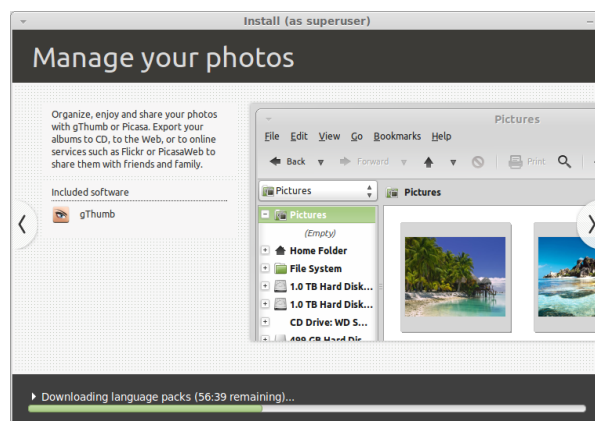 Install (as superuser)
Manage your photos
Organize, enjoy and share your photos
with gThumb or Picasa. Export your
albums to CD, to the Web, or to online
services such as Flickr or PicasaWeb to
share them with friends and family.
Included software
gThumb
Pictures
File Edit View Go Bookmarks Help
Back Forward Print
Pictures
Pictures
Pictures
(Empty)
Home Folder
File System
1.0 TB Hard Disk...
1.0 TB Hard Disk...
CD Drive: WD S...
499 GB Hard Dis...
Downloading language packs (56:39 remaining)...